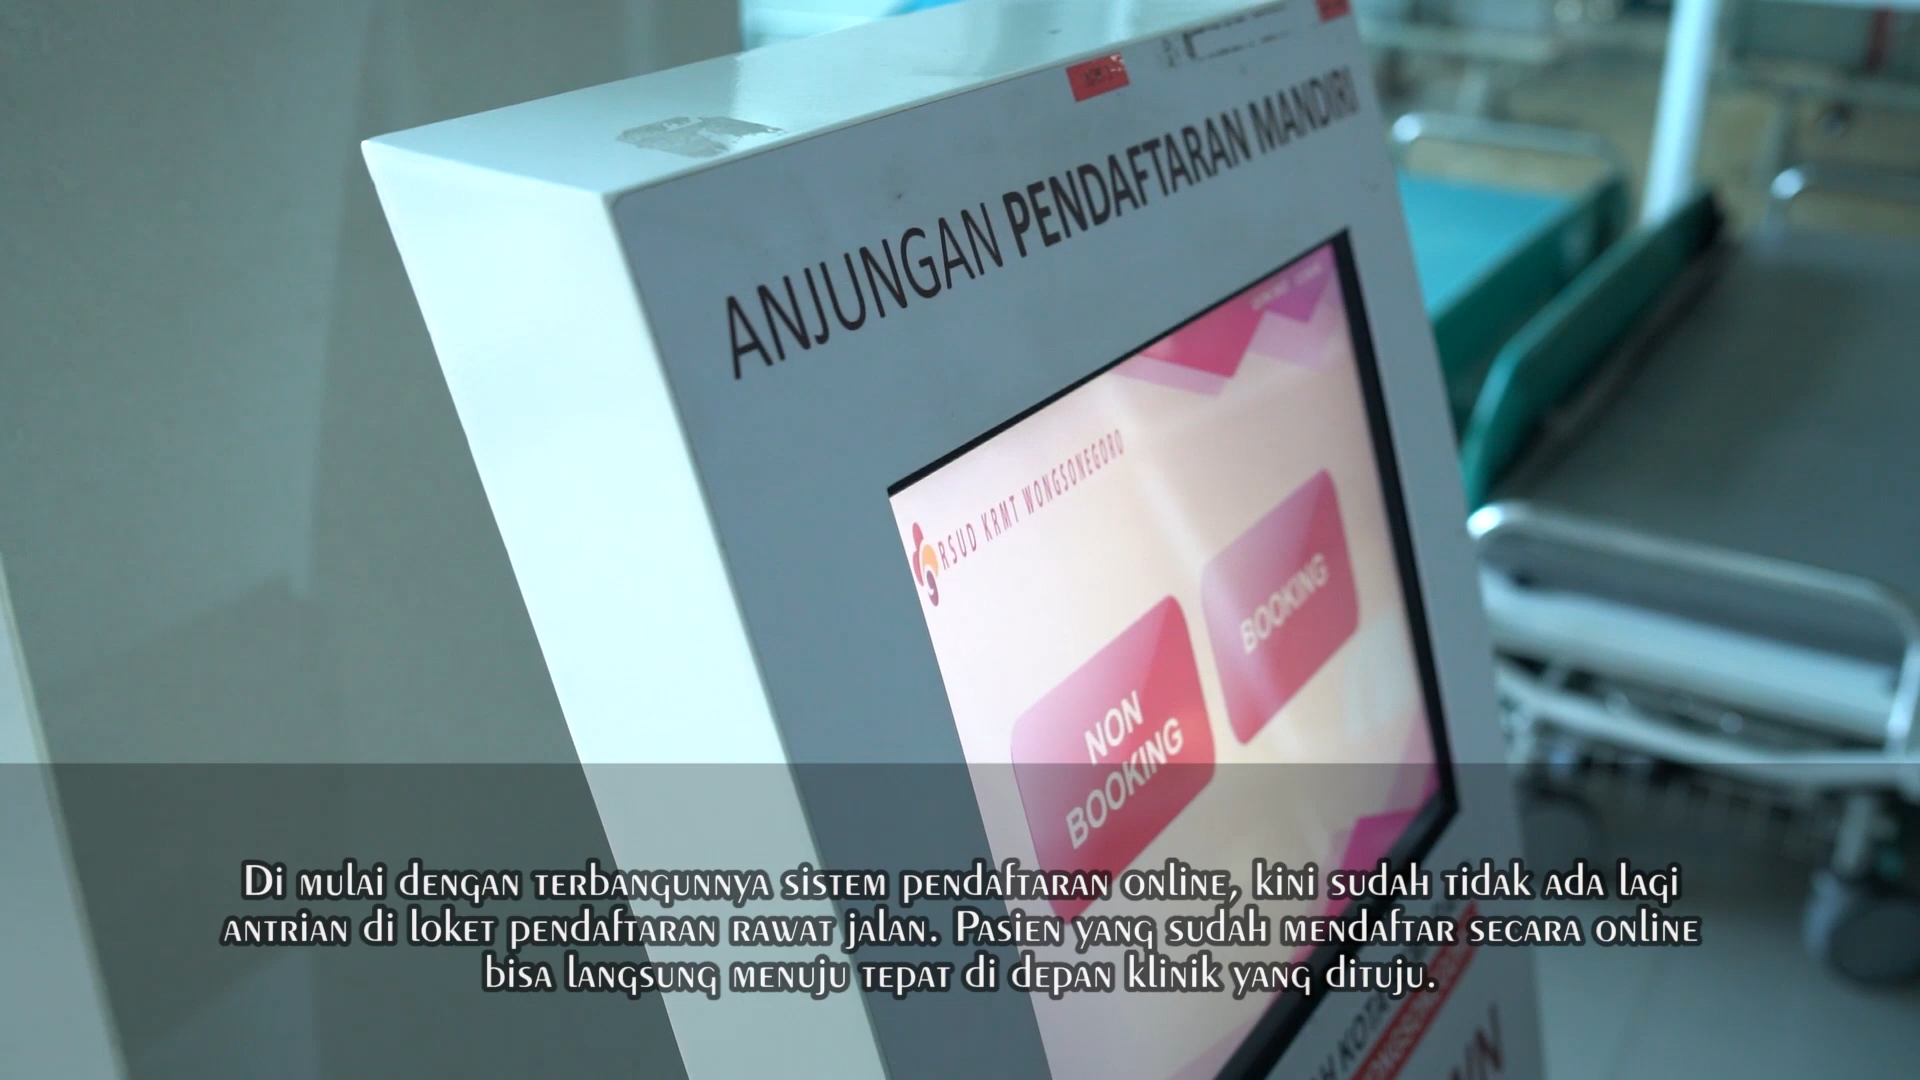 ANJUNGAN PENDAFTARAN MANDIRI
RSUD KRMT WONGSONEGORO
NON
BOOKING
BOOKING
Di mulai dengan terbangunnya sistem pendaftaran online, kini sudah tidak ada lagi
antrian di loket pendaftaran rawat jalan. Pasien yang sudah mendaftar secara online
bisa langsung menuju tepat di depan klinik yang dituju.
KOTA